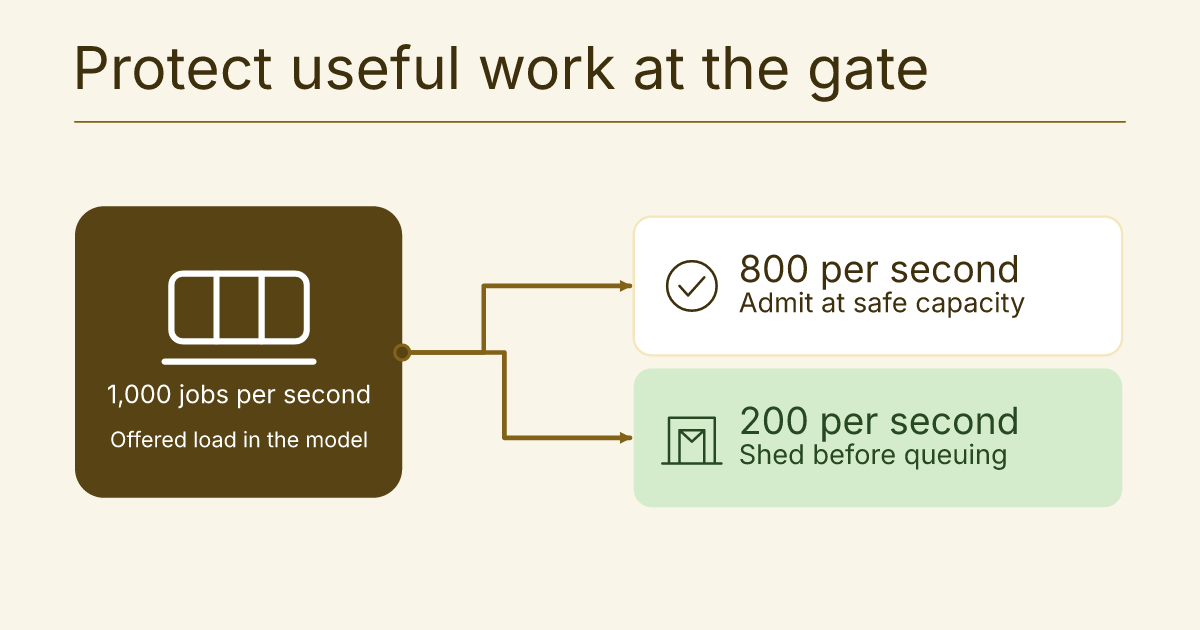 Protect useful work at the gate
1,000 jobs per second
Offered load in the model
800 per second
Admit at safe capacity
200 per second
Shed before queuing